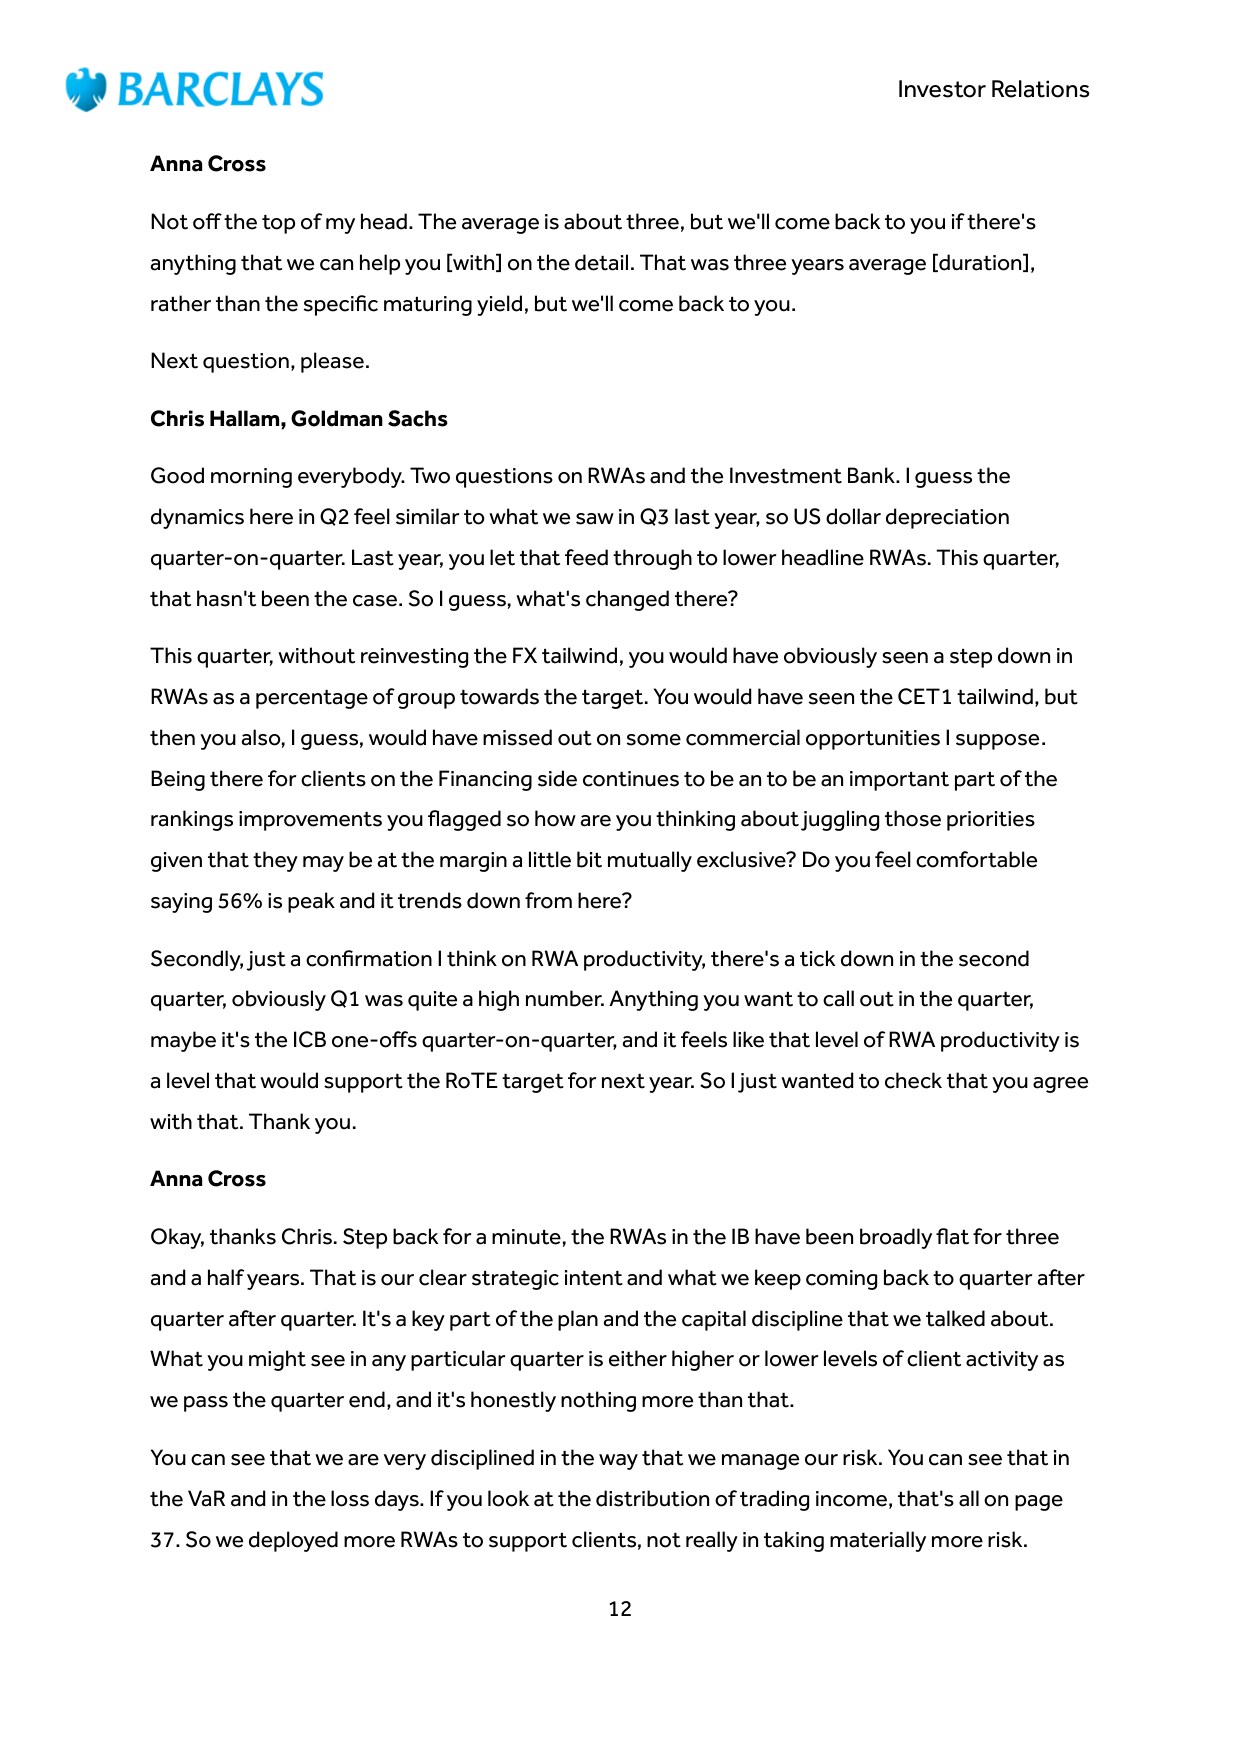 BARCLAYS
Investor Relations
Anna Cross
Not off the top of my head. The average is about three, but we'll come back to you if there's
anything that we can help you [with] on the detail. That was three years average [duration],
rather than the specific maturing yield, but we'll come back to you.
Next question, please.
Chris Hallam, Goldman Sachs
Good morning everybody. Two questions on RWAs and the Investment Bank. I guess the
dynamics here in Q2 feel similar to what we saw in Q3 last year, so US dollar depreciation
quarter-on-quarter. Last year, you let that feed through to lower headline RWAs. This quarter,
that hasn't been the case. So I guess, what's changed there?
This quarter, without reinvesting the FX tailwind, you would have obviously seen a step down in
RWAs as a percentage of group towards the target. You would have seen the CET1 tailwind, but
then you also, I guess, would have missed out on some commercial opportunities I suppose.
Being there for clients on the Financing side continues to be an to be an important part of the
rankings improvements you flagged so how are you thinking about juggling those priorities
given that they may be at the margin a little bit mutually exclusive? Do you feel comfortable
saying 56% is peak and it trends down from here?
Secondly, just a confirmation I think on RWA productivity, there's a tick down in the second
quarter, obviously Q1 was quite a high number. Anything you want to call out in the quarter,
maybe it's the ICB one-offs quarter-on-quarter, and it feels like that level of RWA productivity is
a level that would support the RoTE target for next year. So I just wanted to check that you agree
with that. Thank you.
Anna Cross
Okay, thanks Chris. Step back for a minute, the RWAs in the IB have been broadly flat for three
and a half years. That is our clear strategic intent and what we keep coming back to quarter after
quarter after quarter. It's a key part of the plan and the capital discipline that we talked about.
What you might see in any particular quarter is either higher or lower levels of client activity as
we pass the quarter end, and it's honestly nothing more than that.
You can see that we are very disciplined in the way that we manage our risk. You can see that in
the VaR and in the loss days. If you look at the distribution of trading income, that's all on page
37. So we deployed more RWAs to support clients, not really in taking materially more risk.
12